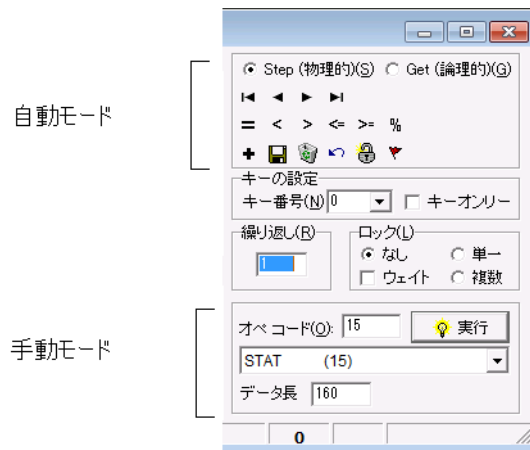 Step (物理的)(S) Get (論理的)(G)
自動モード
= < > <= >= %
キーの設定
キー番号(N) 0 キーオンリー
繰り返し(R) ロック(L)
1 なし 単一
ウェイト 複数
手動モード
オペコード(O): 15 実行
STAT (15)
データ長 160
0